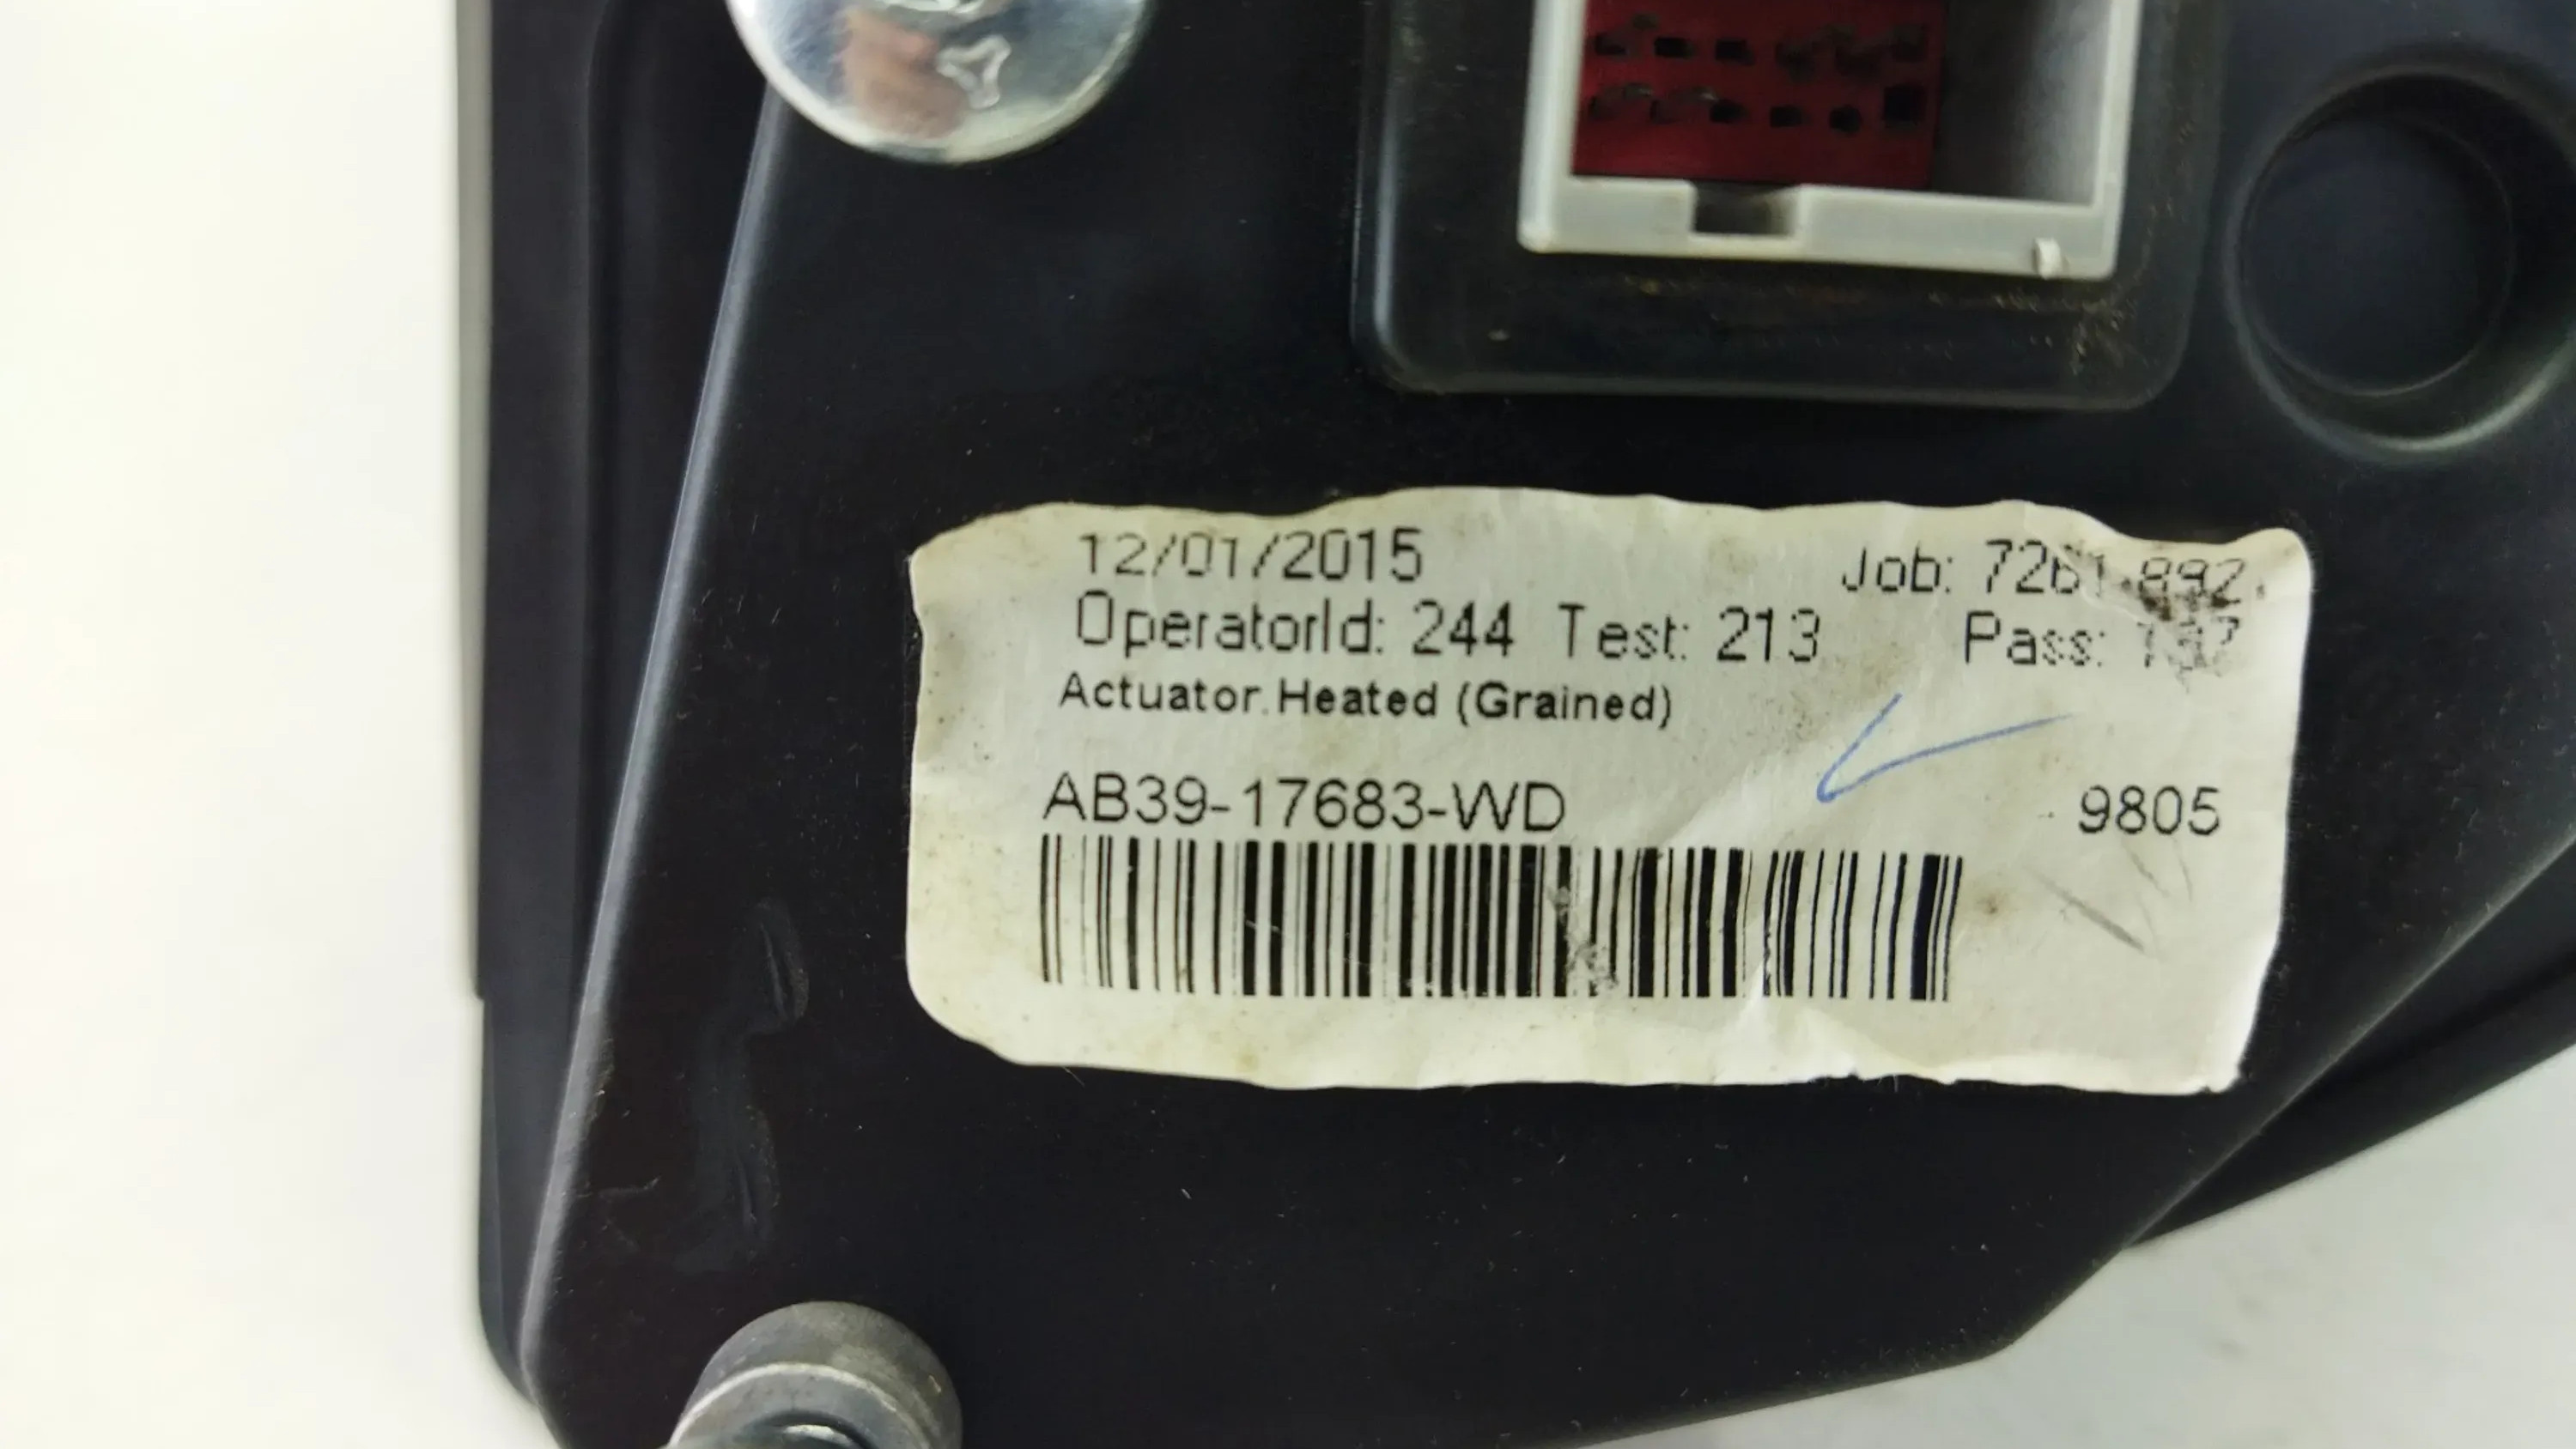 12/01/2015 Job:
OperatorId: 244 Test: 213 Pass:
Actuator.Heated (Grained)
AB39-17683-WD 9805